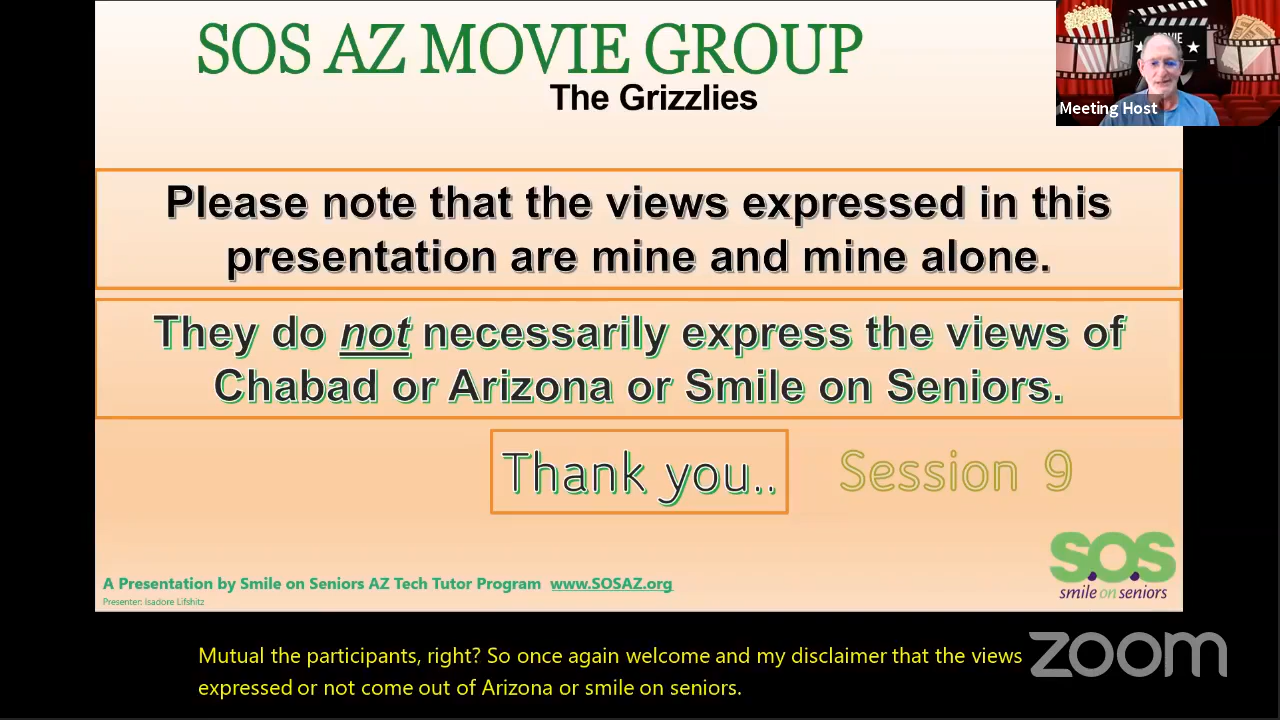 SOS AZ MOVIE GROUP
The Grizzlies
MOVIE
Meeting Host
Please note that the views expressed in this
presentation are mine and mine alone.
They do not necessarily express the views of
Chabad or Arizona or Smile on Seniors.
Thank you..
Session 9
S.O.S
smile on seniors
A Presentation by Smile on Seniors AZ Tech Tutor Program www.SOSAZ.org
Presenter: Isadore Lifshitz
Mutual the participants, right? So once again welcome and my disclaimer that the views
expressed or not come out of Arizona or smile on seniors.
zoom